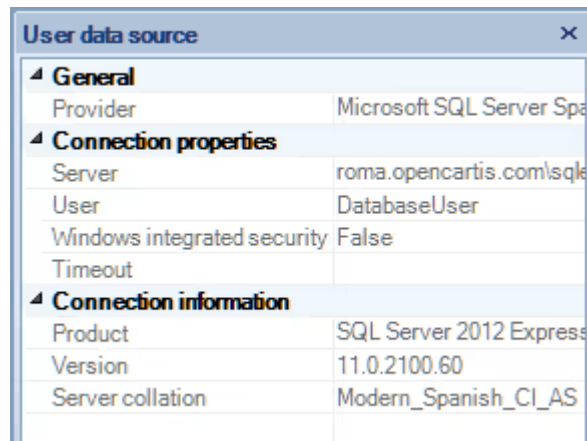 User data source
General
Provider Microsoft SQL Server Spa
Connection properties
Server roma.opencartis.com\sqle
User DatabaseUser
Windows integrated security False
Timeout
Connection information
Product SQL Server 2012 Express
Version 11.0.2100.60
Server collation Modern_Spanish_CI_AS